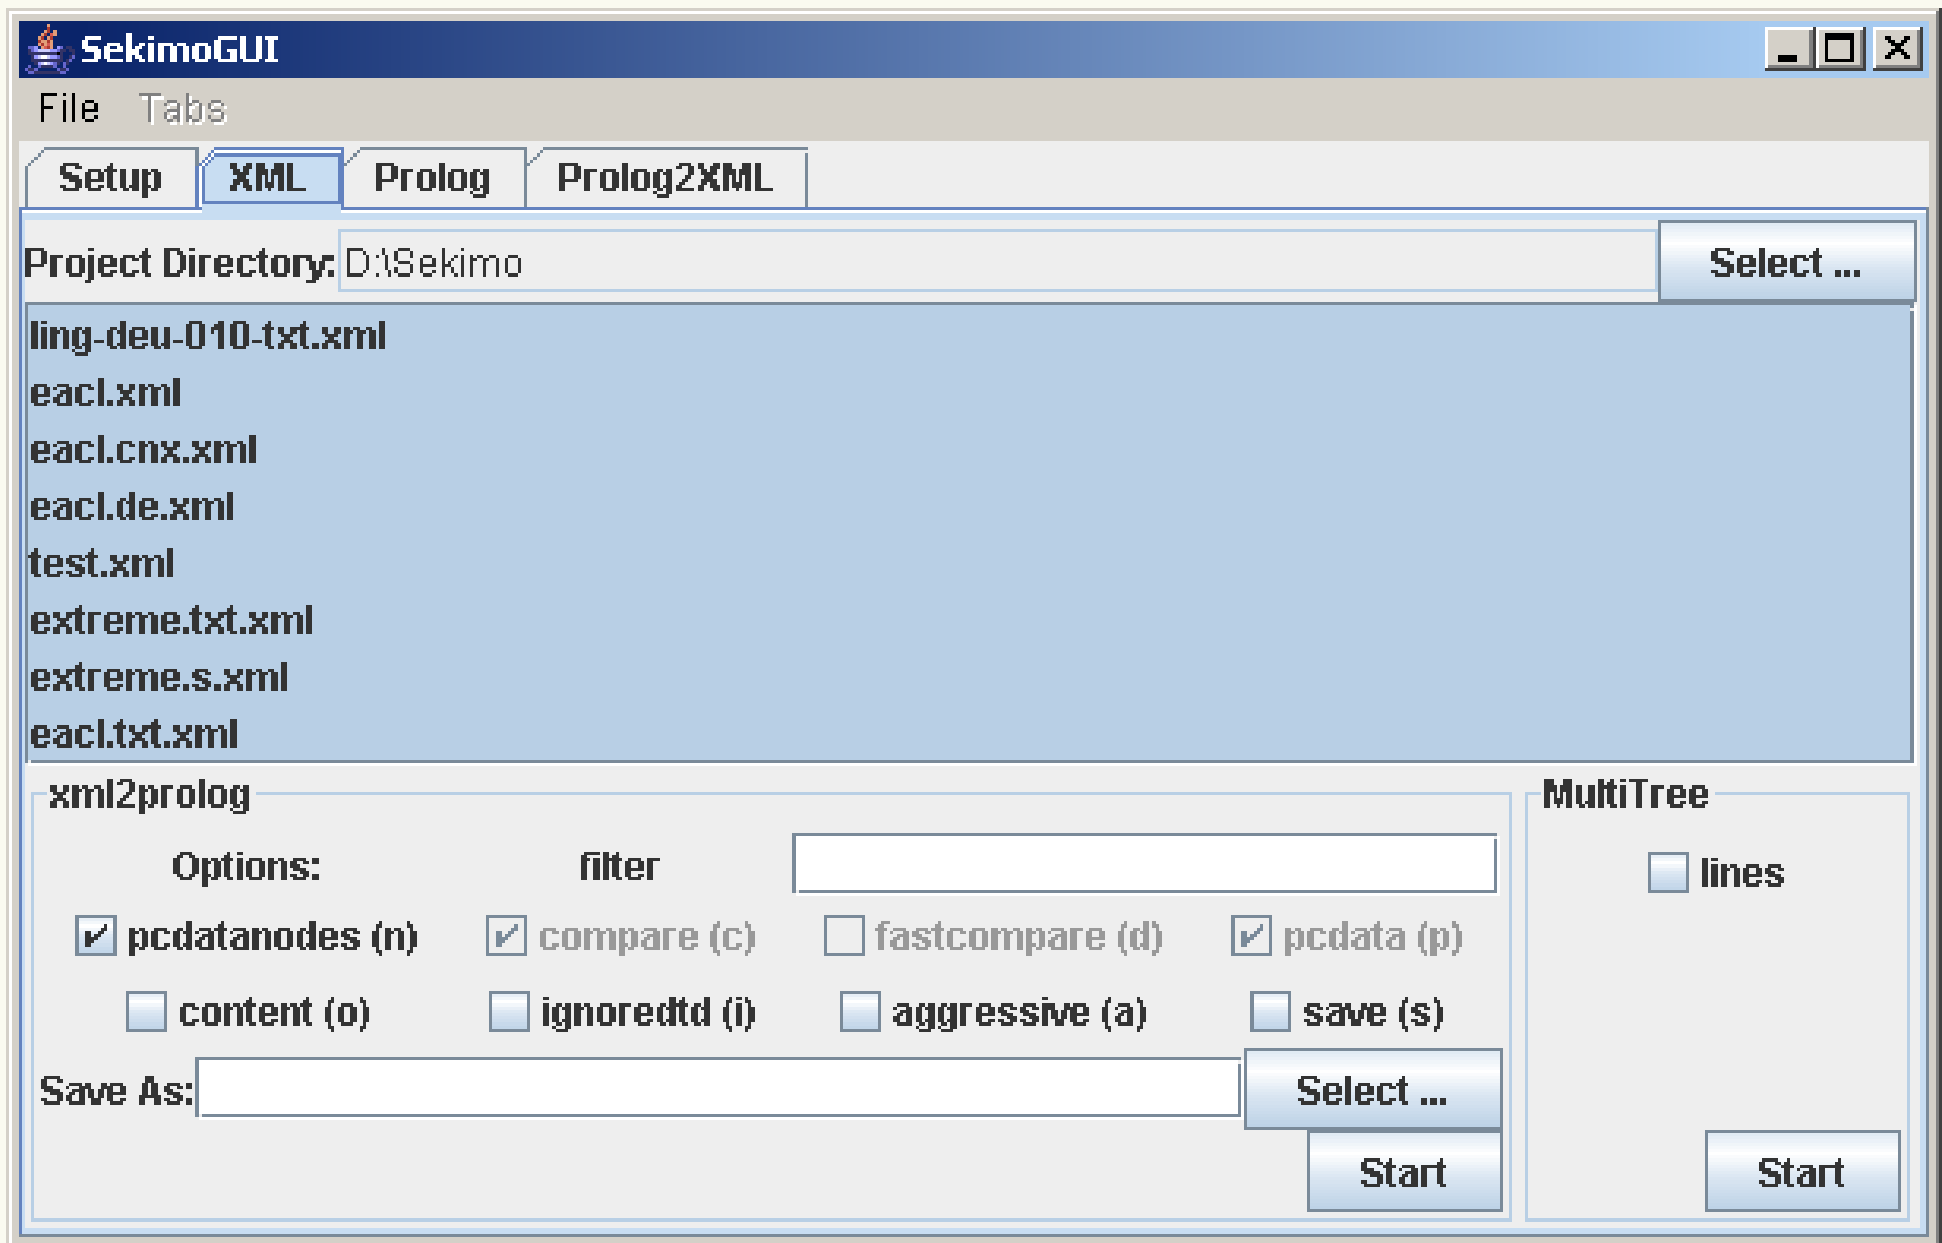 SekimoGUI
File Tabs
Setup XML Prolog Prolog2XML
Project Directory: D:\Sekimo Select ...
ling-deu-010-txt.xml
eacl.xml
eacl.cnx.xml
eacl.de.xml
test.xml
extreme.txt.xml
extreme.s.xml
eacl.txt.xml
xml2prolog MultiTree
Options: filter lines
pcdatanodes (n) compare (c) fastcompare (d) pcdata (p)
content (o) ignoredtd (i) aggressive (a) save (s)
Save As: Select ...
Start Start